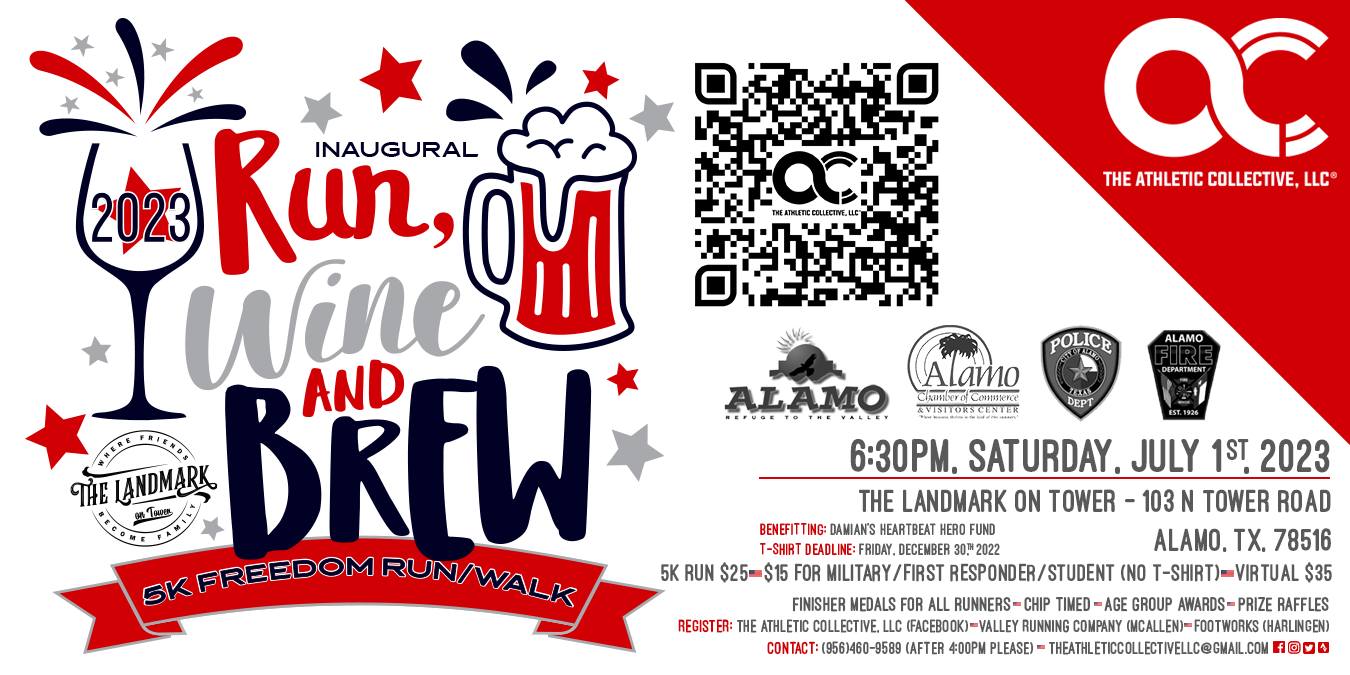 2023
INAUGURAL
Run,
Wine
AND
BREW
WHERE FRIENDS
THE LANDMARK
on Tower
BECOME FAMILY
5K FREEDOM RUN/WALK
THE ATHLETIC COLLECTIVE, LLC
OC
THE ATHLETIC COLLECTIVE, LLC®
ALAMO
REFUGE TO THE VALLEY
Alamo
Chamber of Commerce
& VISITORS CENTER
POLICE
CITY OF ALAMO
TEXAS
DEPT
ALAMO
FIRE
DEPARTMENT
EST. 1926
6:30PM, SATURDAY, JULY 1ST, 2023
THE LANDMARK ON TOWER - 103 N TOWER ROAD
ALAMO, TX, 78516
BENEFITTING: DAMIAN'S HEARTBEAT HERO FUND
T-SHIRT DEADLINE: FRIDAY, DECEMBER 30TH 2022
5K RUN $25 $15 FOR MILITARY/FIRST RESPONDER/STUDENT (NO T-SHIRT) VIRTUAL $35
FINISHER MEDALS FOR ALL RUNNERS CHIP TIMED AGE GROUP AWARDS PRIZE RAFFLES
REGISTER: THE ATHLETIC COLLECTIVE, LLC (FACEBOOK) VALLEY RUNNING COMPANY (MCALLEN) FOOTWORKS (HARLINGEN)
CONTACT: (956)460-9589 (AFTER 4:00PM PLEASE) THEATHLETICCOLLECTIVELLC@GMAIL.COM